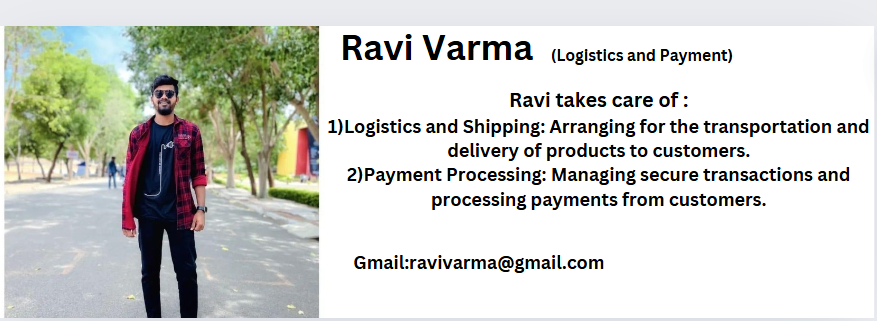 Ravi Varma (Logistics and Payment)
Ravi takes care of :
1)Logistics and Shipping: Arranging for the transportation and
delivery of products to customers.
2)Payment Processing: Managing secure transactions and
processing payments from customers.
Gmail:ravivarma@gmail.com